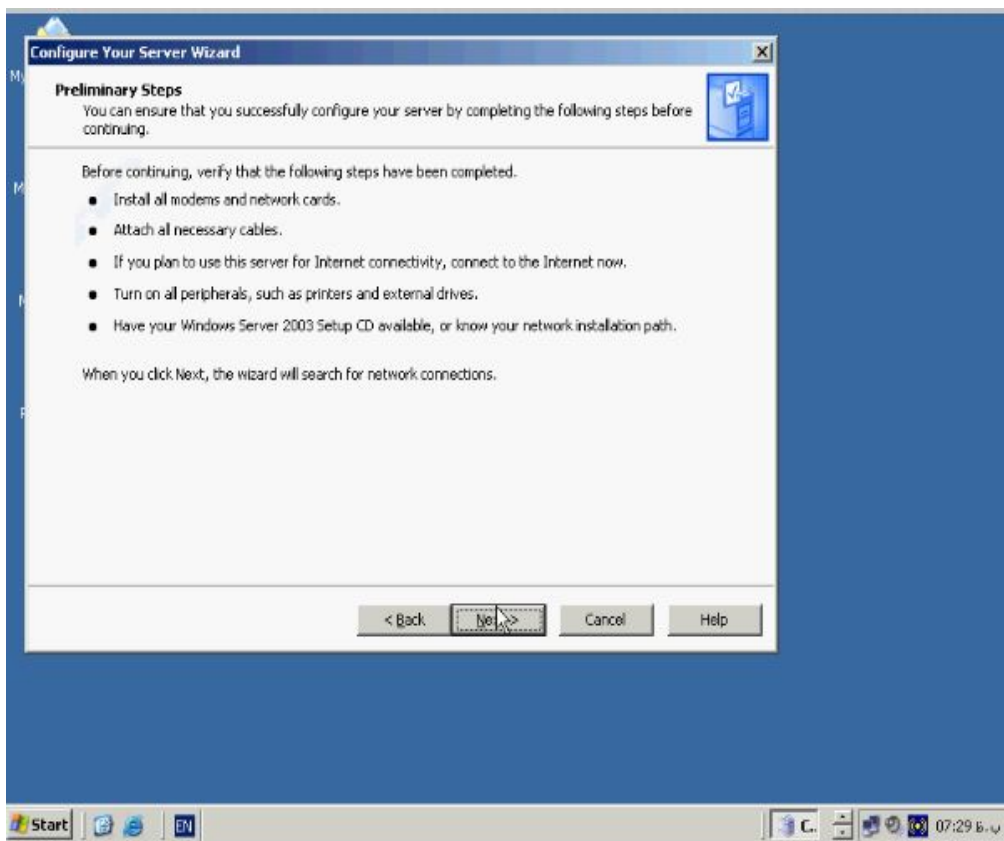 Configure Your Server Wizard
Preliminary Steps
You can ensure that you successfully configure your server by completing the following steps before
continuing.
Before continuing, verify that the following steps have been completed.
Install all modems and network cards.
Attach all necessary cables.
If you plan to use this server for Internet connectivity, connect to the Internet now.
Turn on all peripherals, such as printers and external drives.
Have your Windows Server 2003 Setup CD available, or know your network installation path.
When you click Next, the wizard will search for network connections.
< Back
Cancel
Help
Start
EN
C..
07:29 ب.ظ